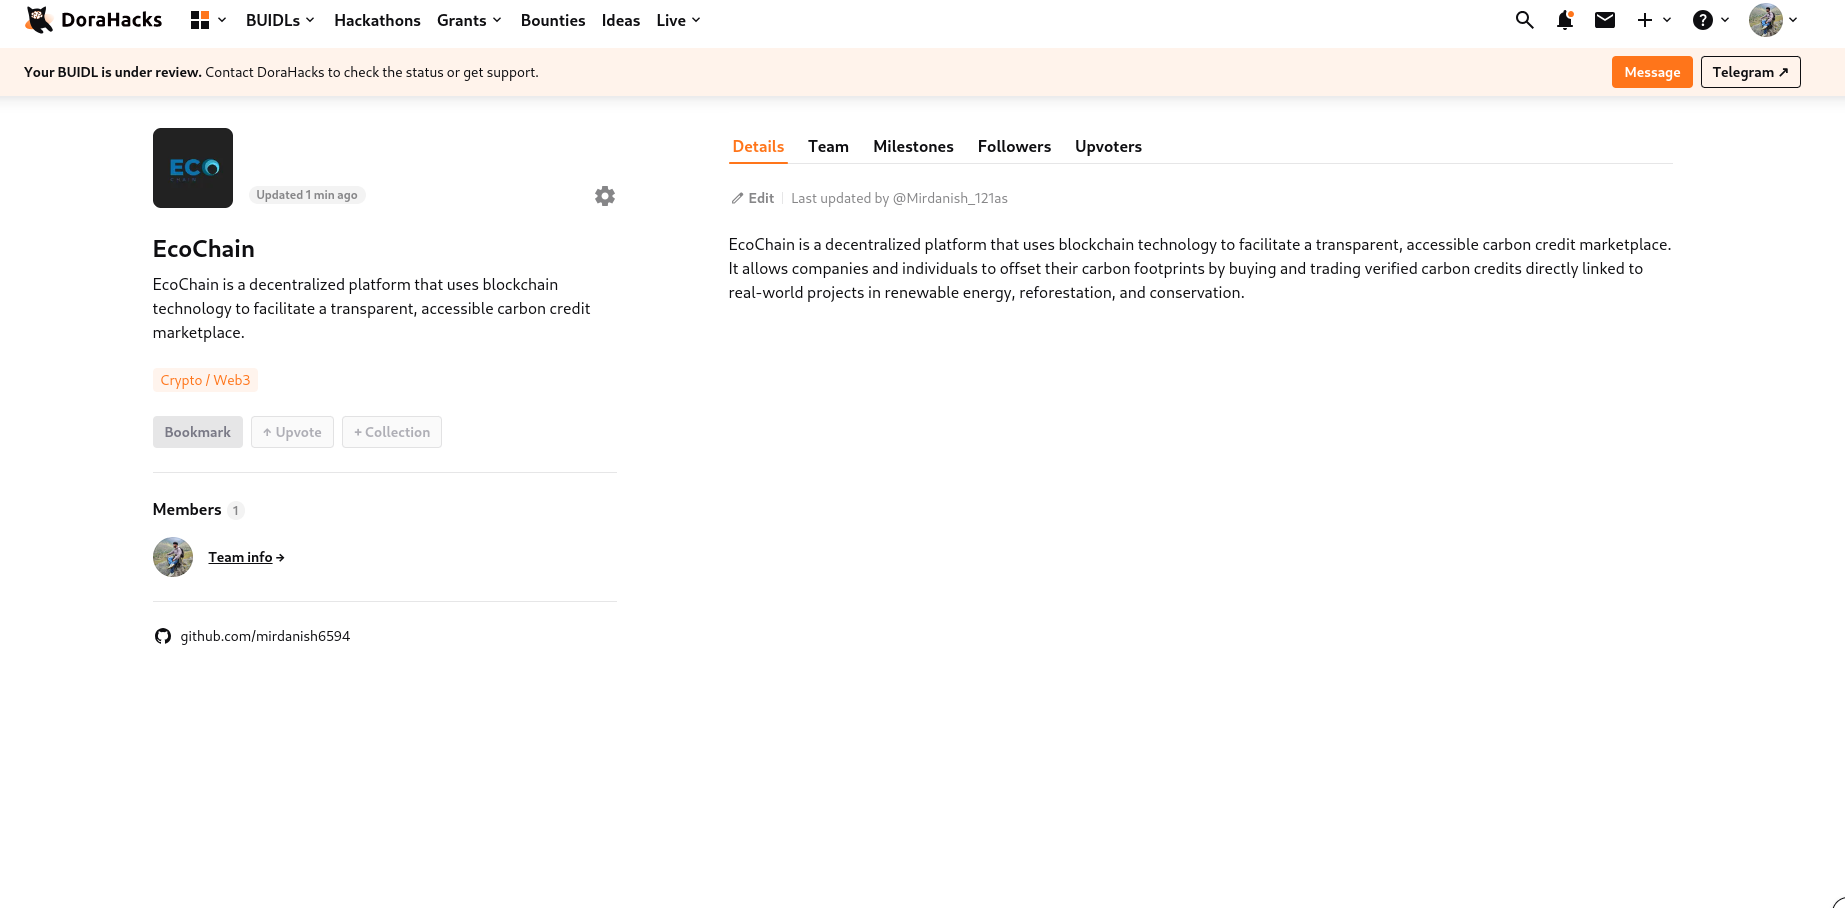 DoraHacks
BUIDLs
Hackathons
Grants
Bounties
Ideas
Live
Your BUIDL is under review. Contact DoraHacks to check the status or get support.
Message
Telegram ↗
ECO
Updated 1 min ago
EcoChain
EcoChain is a decentralized platform that uses blockchain
technology to facilitate a transparent, accessible carbon credit
marketplace.
Crypto / Web3
Bookmark
↑ Upvote
+ Collection
Members 1
Team info →
github.com/mirdanish6594
Details
Team
Milestones
Followers
Upvoters
Edit
Last updated by @Mirdanish_121as
EcoChain is a decentralized platform that uses blockchain technology to facilitate a transparent, accessible carbon credit marketplace.
It allows companies and individuals to offset their carbon footprints by buying and trading verified carbon credits directly linked to
real-world projects in renewable energy, reforestation, and conservation.